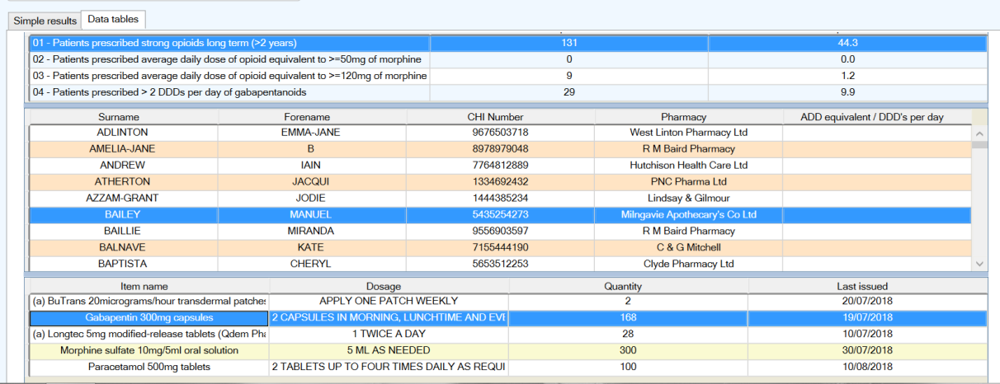 Simple results Data tables
01 - Patients prescribed strong opioids long term (>2 years) 131 44.3
02 - Patients prescribed average daily dose of opioid equivalent to >=50mg of morphine 0 0.0
03 - Patients prescribed average daily dose of opioid equivalent to >=120mg of morphine 9 1.2
04 - Patients prescribed > 2 DDDs per day of gabapentanoids 29 9.9
Surname Forename CHI Number Pharmacy ADD equivalent / DDD's per day
ADLINTON EMMA-JANE 9676503718 West Linton Pharmacy Ltd
AMELIA-JANE B 8978979048 R M Baird Pharmacy
ANDREW IAIN 7764812889 Hutchison Health Care Ltd
ATHERTON JACQUI 1334692432 PNC Pharma Ltd
AZZAM-GRANT JODIE 1444385234 Lindsay & Gilmour
BAILEY MANUEL 5435254273 Milngavie Apothecary's Co Ltd
BAILLIE MIRANDA 9556903597 R M Baird Pharmacy
BALNAVE KATE 7155444190 C & G Mitchell
BAPTISTA CHERYL 5653512253 Clyde Pharmacy Ltd
Item name Dosage Quantity Last issued
(a) BuTrans 20micrograms/hour transdermal patches APPLY ONE PATCH WEEKLY 2 20/07/2018
Gabapentin 300mg capsules 2 CAPSULES IN MORNING, LUNCHTIME AND EVE 168 19/07/2018
(a) Longtec 5mg modified-release tablets (Qdem Pha 1 TWICE A DAY 28 10/07/2018
Morphine sulfate 10mg/5ml oral solution 5 ML AS NEEDED 300 30/07/2018
Paracetamol 500mg tablets 2 TABLETS UP TO FOUR TIMES DAILY AS REQUI 100 10/08/2018